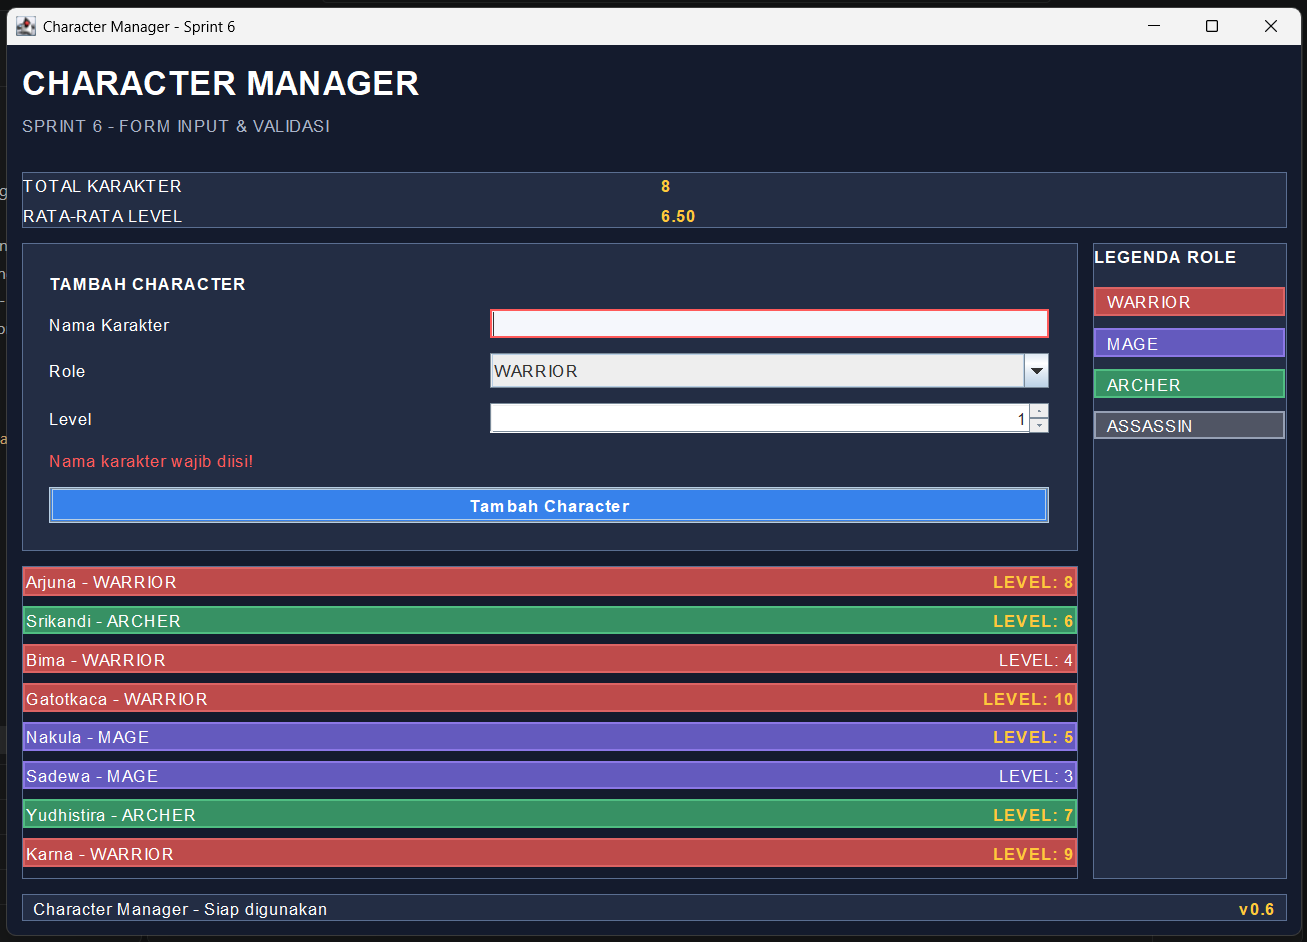 Character Manager - Sprint 6
CHARACTER MANAGER
SPRINT 6 - FORM INPUT & VALIDASI
TOTAL KARAKTER 8
RATA-RATA LEVEL 6.50
TAMBAH CHARACTER
Nama Karakter
Role WARRIOR
Level 1
Nama karakter wajib diisi!
Tambah Character
LEGENDA ROLE
WARRIOR
MAGE
ARCHER
ASSASSIN
Arjuna - WARRIOR LEVEL: 8
Srikandi - ARCHER LEVEL: 6
Bima - WARRIOR LEVEL: 4
Gatotkaca - WARRIOR LEVEL: 10
Nakula - MAGE LEVEL: 5
Sadewa - MAGE LEVEL: 3
Yudhistira - ARCHER LEVEL: 7
Karna - WARRIOR LEVEL: 9
Character Manager - Siap digunakan v0.6